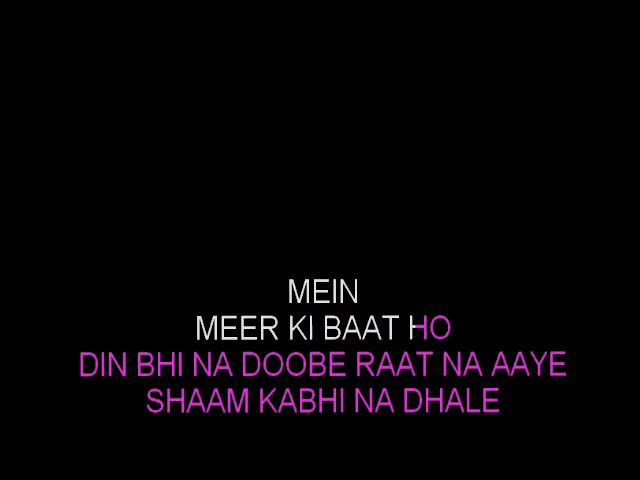 MEIN
MEER KI BAAT HO
DIN BHI NA DOOBE RAAT NA AAYE
SHAAM KABHI NA DHALE